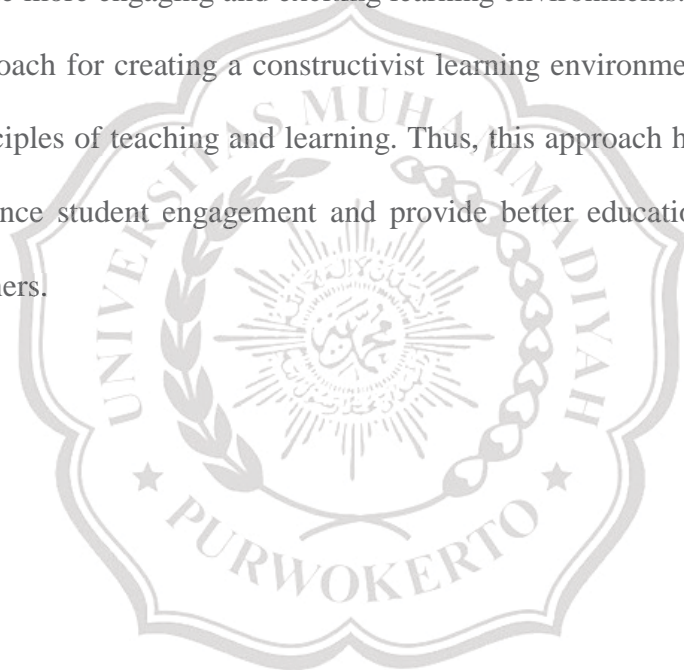 e more engaging and exciting learning environments.
oach for creating a constructivist learning environme
ciples of teaching and learning. Thus, this approach h
nce student engagement and provide better educatio
ners.
UNIVERSITAS MUHAMMADIYAH
PURWOKERTO